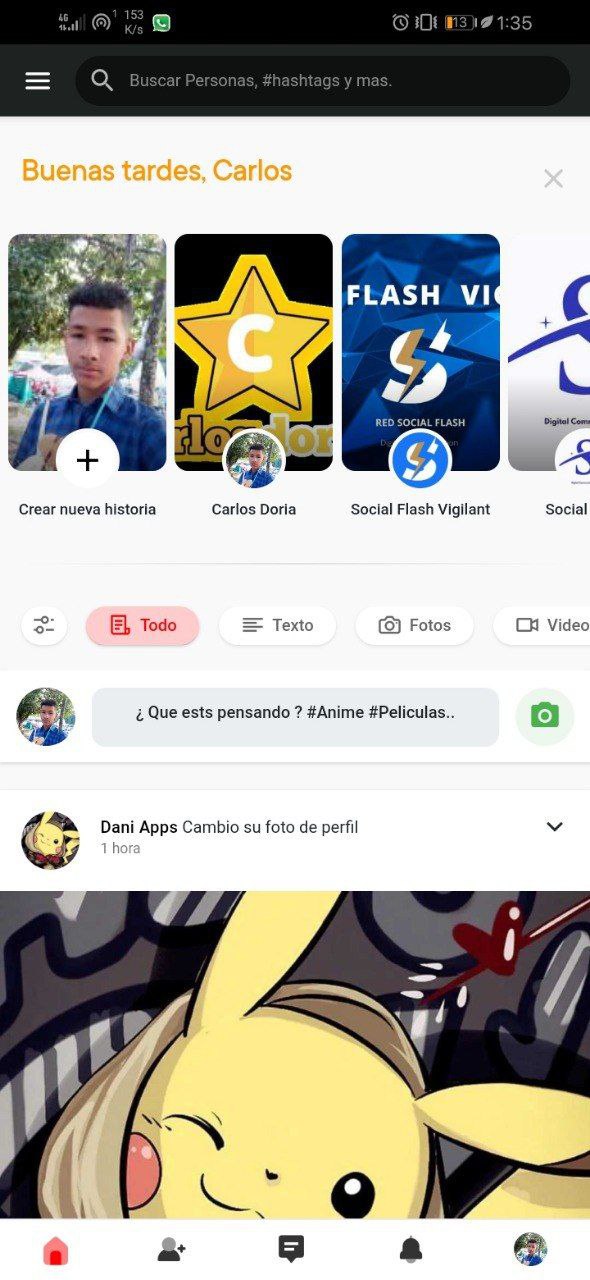 4G
1
153
K/s
13
1:35
Buscar Personas, #hashtags y mas.
Buenas tardes, Carlos
C
FLASH VI
S
RED SOCIAL FLASH
Digital
Crear nueva historia
Carlos Doria
Social Flash Vigilant
Social
Todo
Texto
Fotos
Video
¿ Que ests pensando ? #Anime #Peliculas..
Dani Apps Cambio su foto de perfil
1 hora